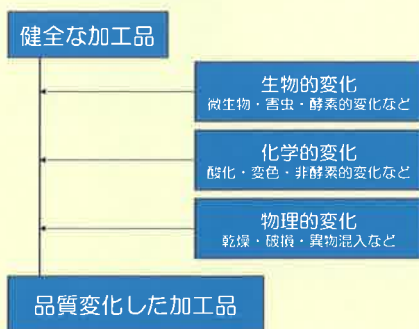 健全な加工品
生物的変化
微生物・害虫・酵素的変化など
化学的変化
酸化・変色・非酵素的変化など
物理的変化
乾燥・破損・異物混入など
品質変化した加工品